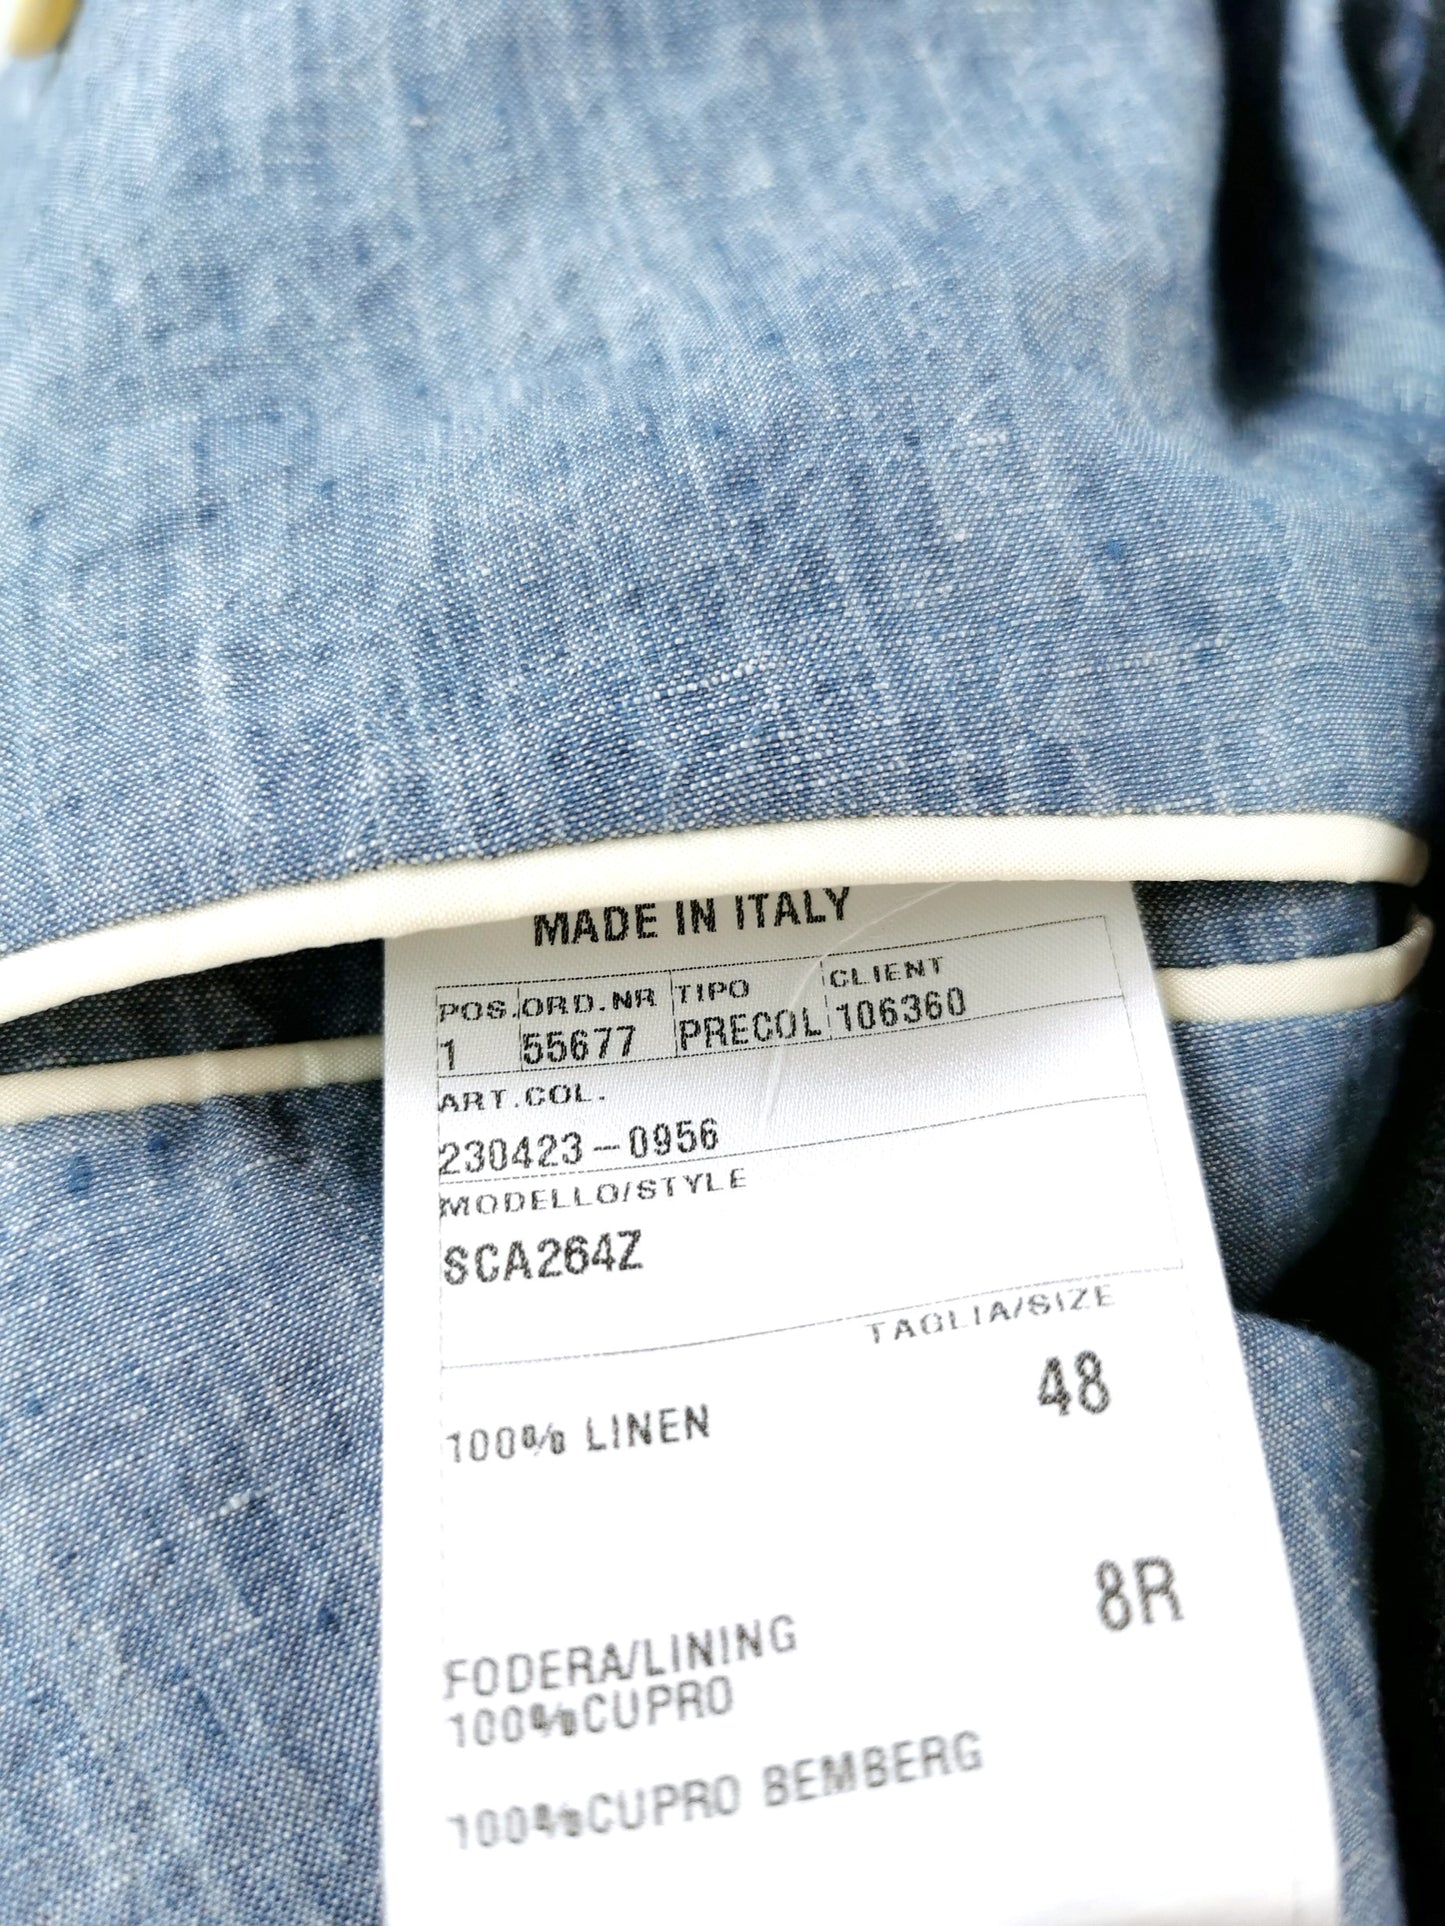 MADE IN ITALY
POS. ORD.NR TIPO CLIENT
1 55677 PRECOL 106360
ART.COL.
230423-0956
MODELLO/STYLE
SCA264Z
TAGLIA/SIZE
48
100% LINEN
8R
FODERA/LINING
100%CUPRO
100%CUPRO BEMBERG